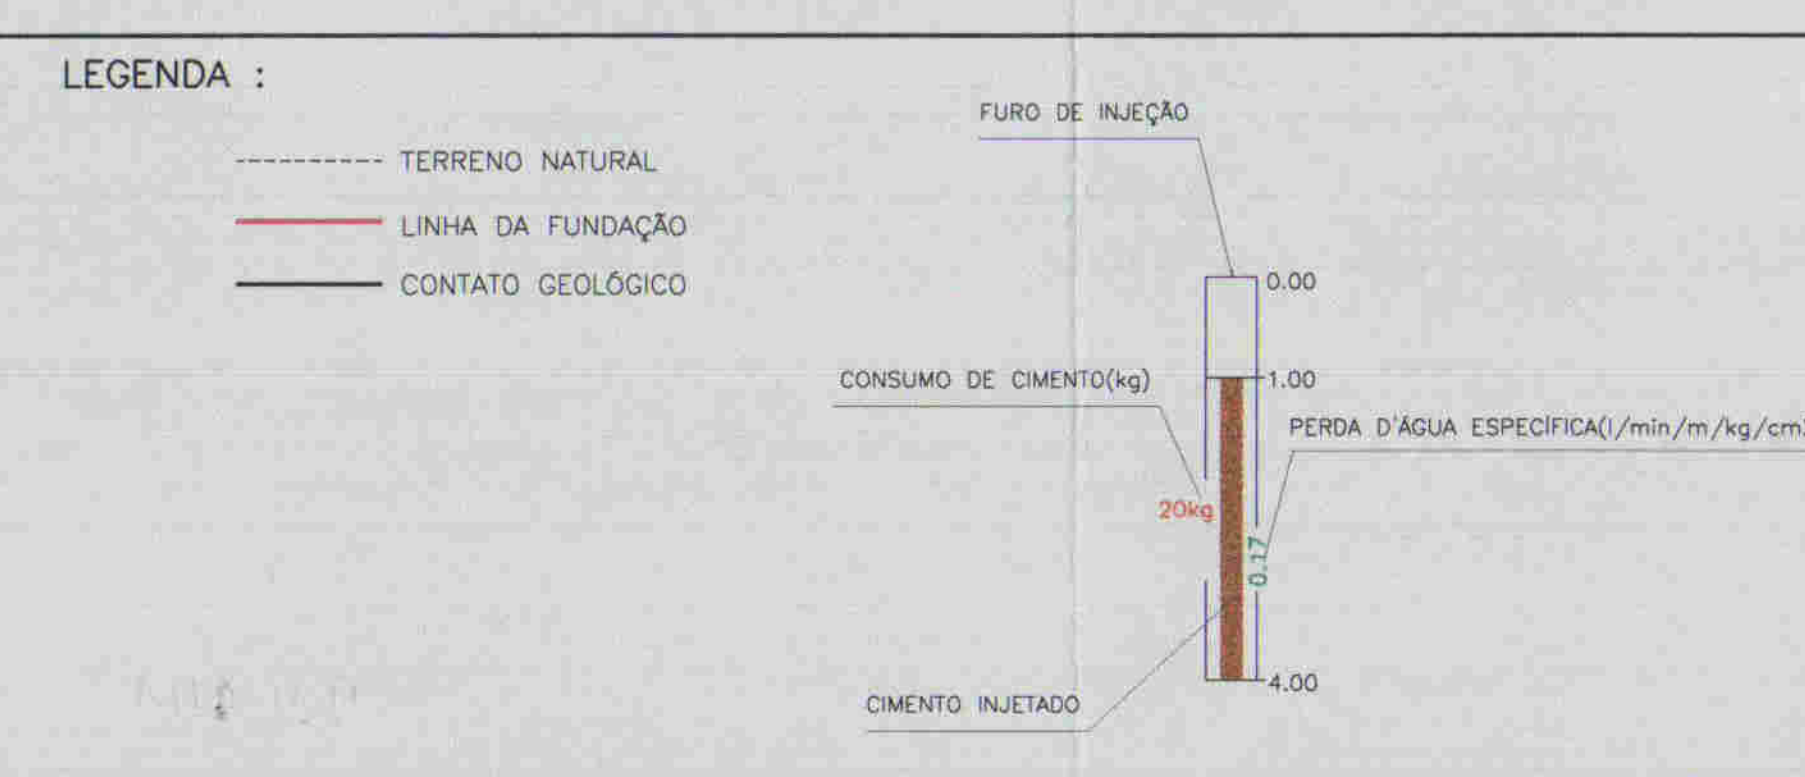 LEGENDA :
TERRENO NATURAL
LINHA DA FUNDAÇÃO
CONTATO GEOLÓGICO
FURO DE INJEÇÃO
0.00
CONSUMO DE CIMENTO(kg)
1.00
PERDA D'ÁGUA ESPECÍFICA(l/min/m/kg/cm
20kg
0.17
4.00
CIMENTO INJETADO